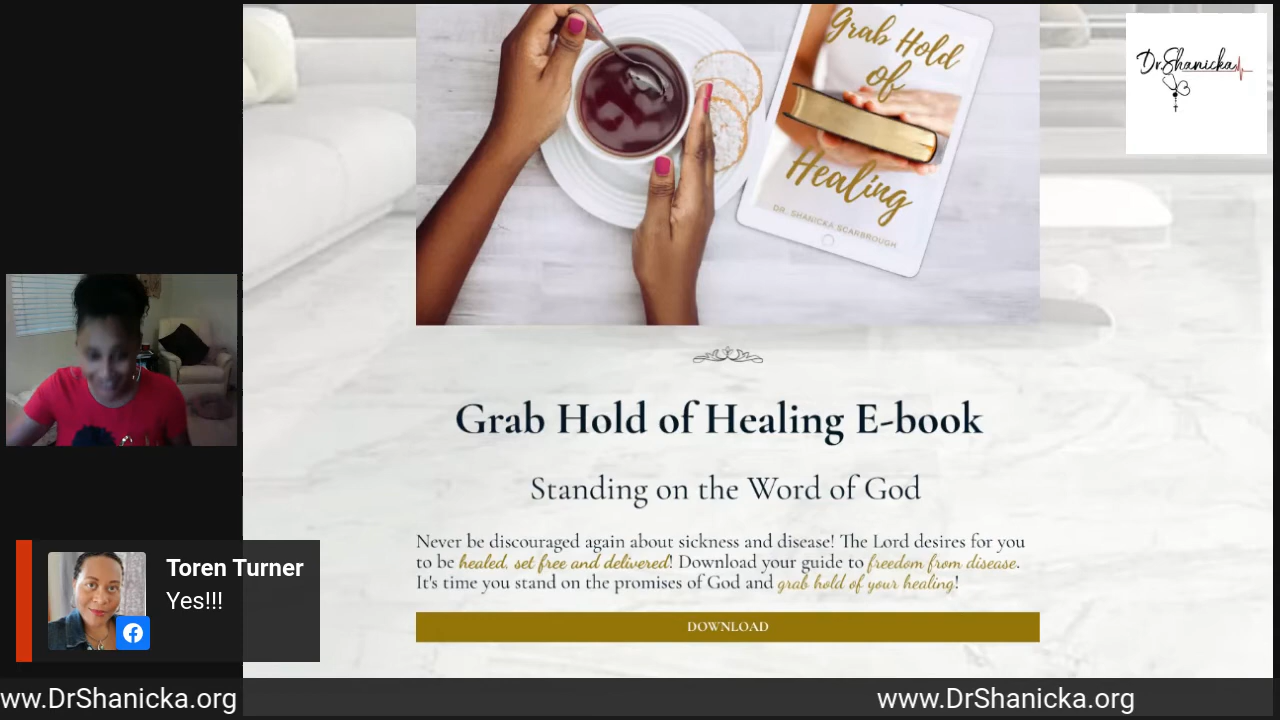 Grab Hold
of
Healing
DR. SHANICKA SCARBROUGH
Dr.Shanicka
Grab Hold of Healing E-book
Standing on the Word of God
Never be discouraged again about sickness and disease! The Lord desires for you
to be healed, set free and delivered! Download your guide to freedom from disease.
It's time you stand on the promises of God and grab hold of your healing!
DOWNLOAD
Toren Turner
Yes!!!
ww.DrShanicka.org
www.DrShanicka.org